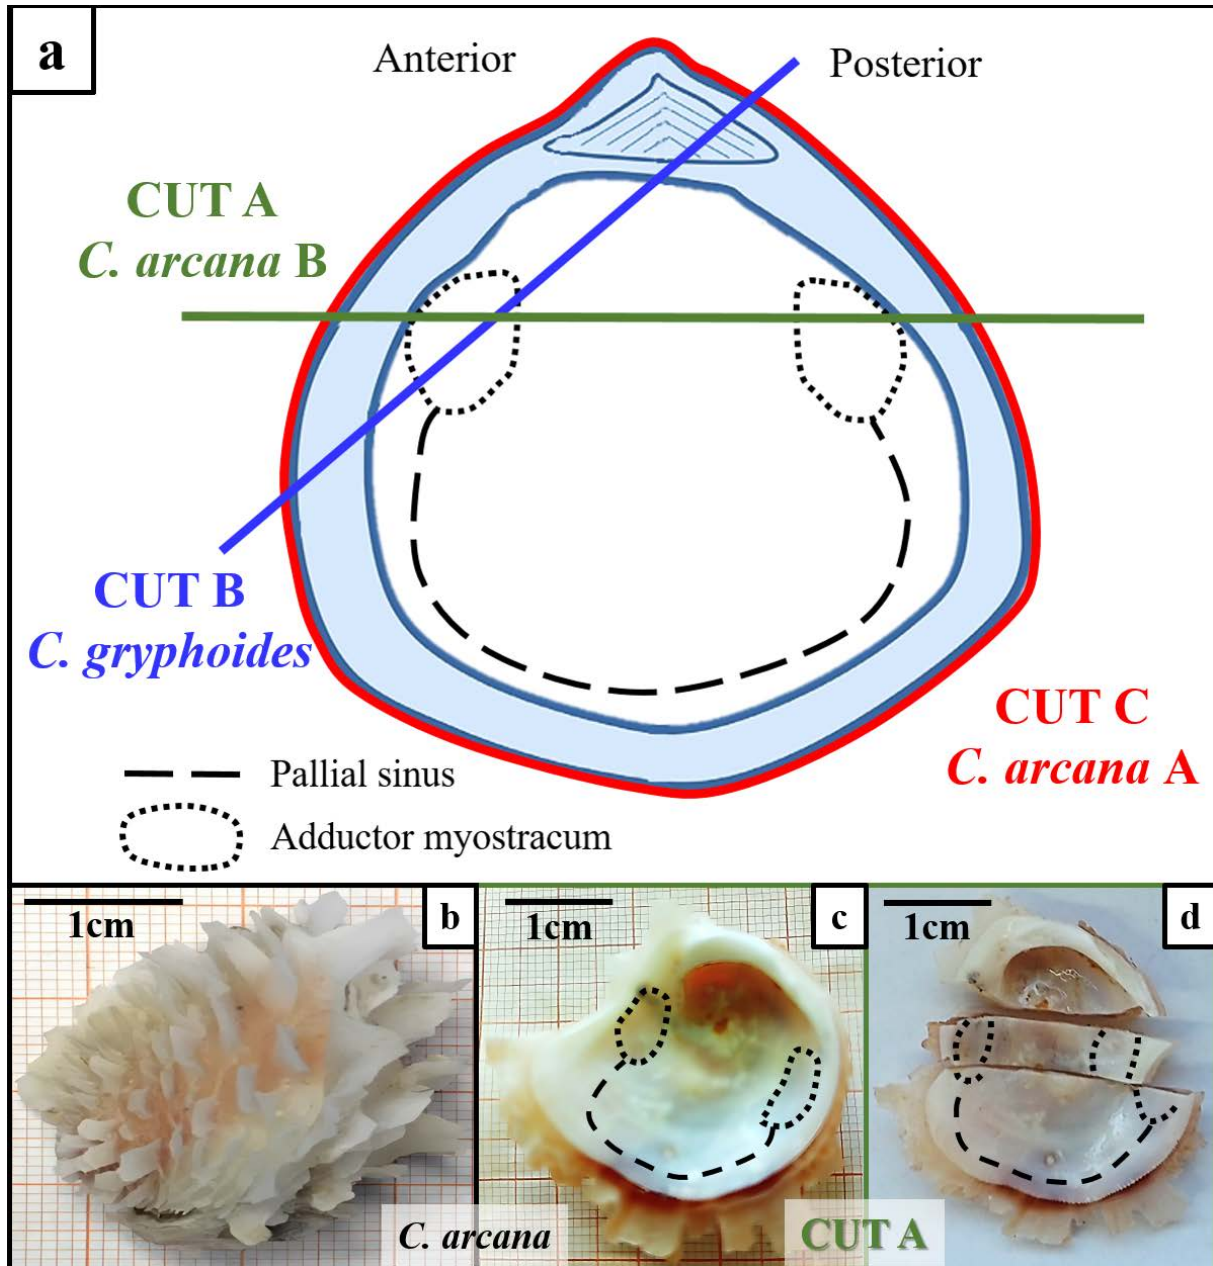 a
Anterior
Posterior
CUT A
C. arcana B
CUT B
C. gryphoides
CUT C
C. arcana A
Pallial sinus
Adductor myostracum
1cm
b
1cm
c
1cm
d
C. arcana
CUT A